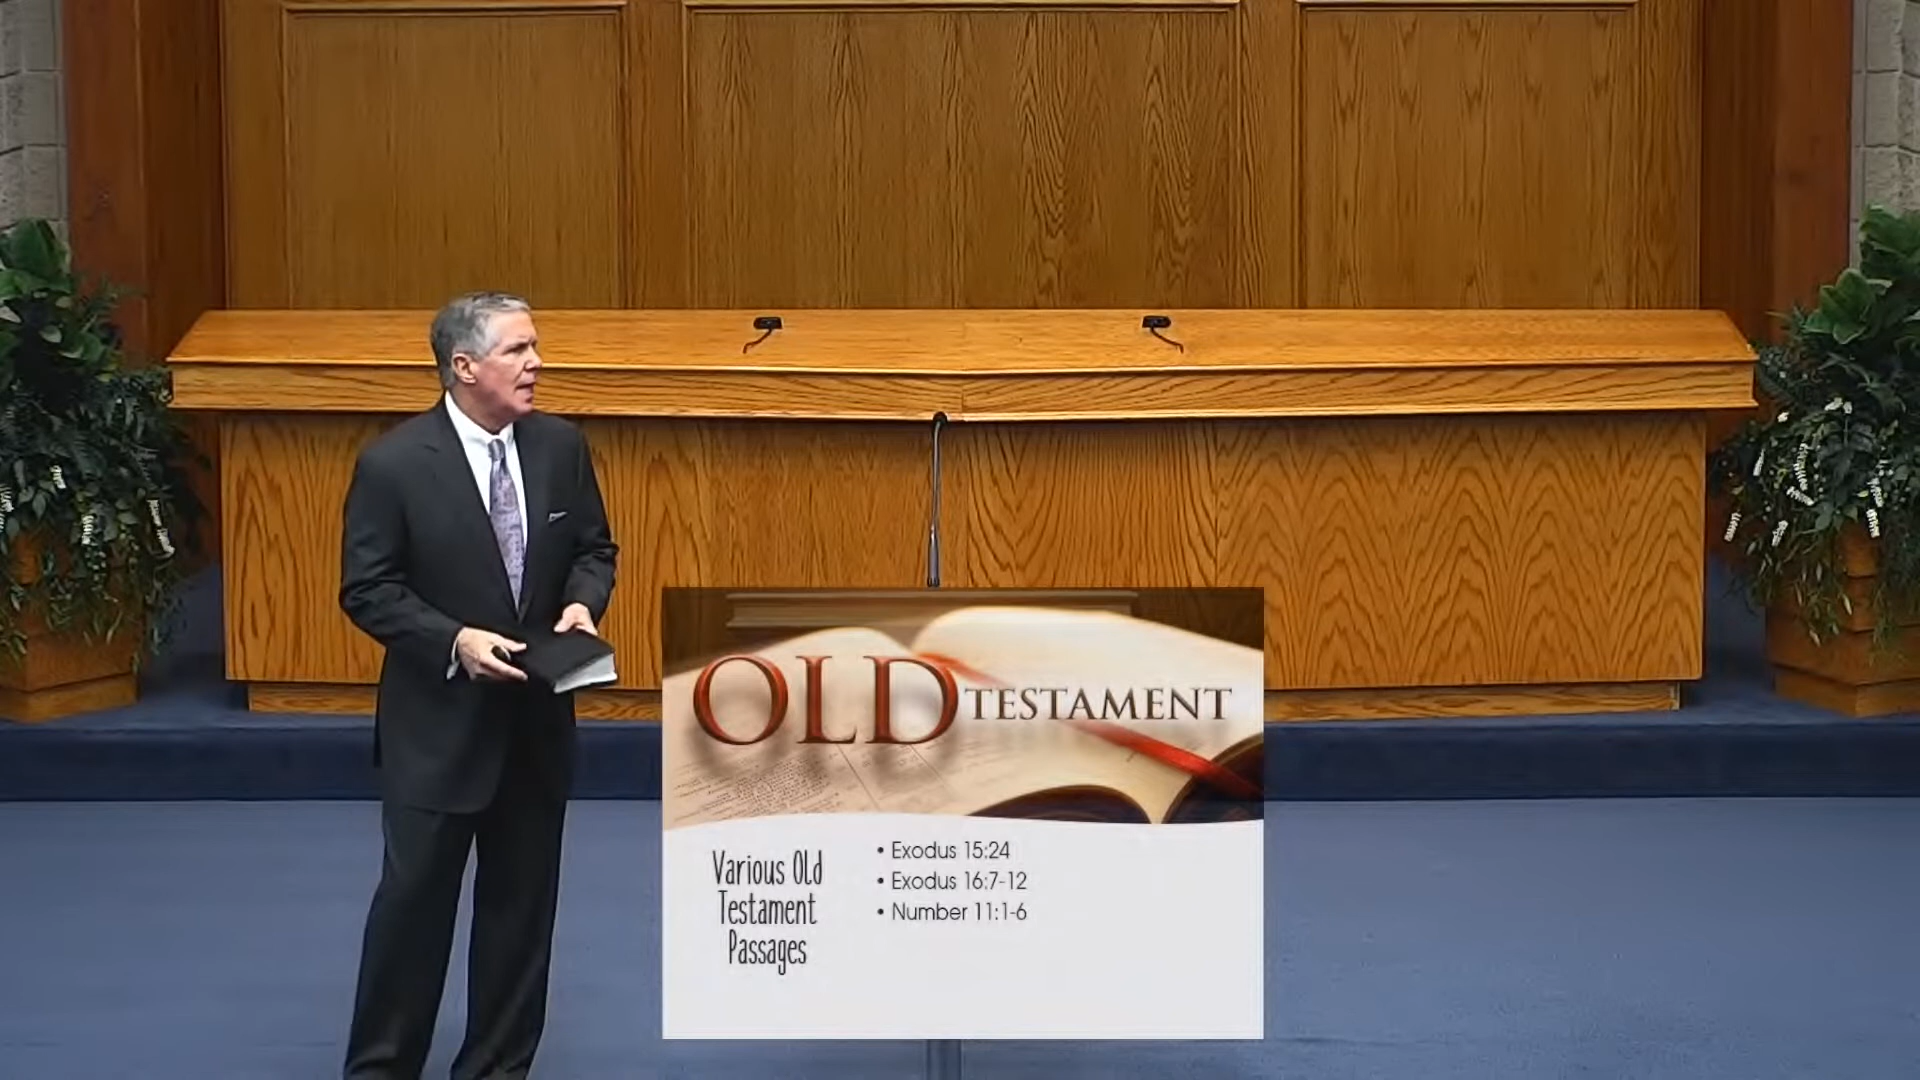 OLD TESTAMENT
Various Old
Testament
Passages
• Exodus 15:24
• Exodus 16:7-12
• Number 11:1-6